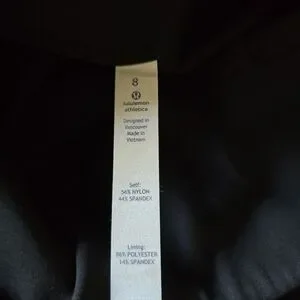 8
lululemon
athletica
Designed in
Vancouver
Made in
Vietnam
Self:
56% NYLON
44% SPANDEX
Lining:
86% POLYESTER
14% SPANDEX